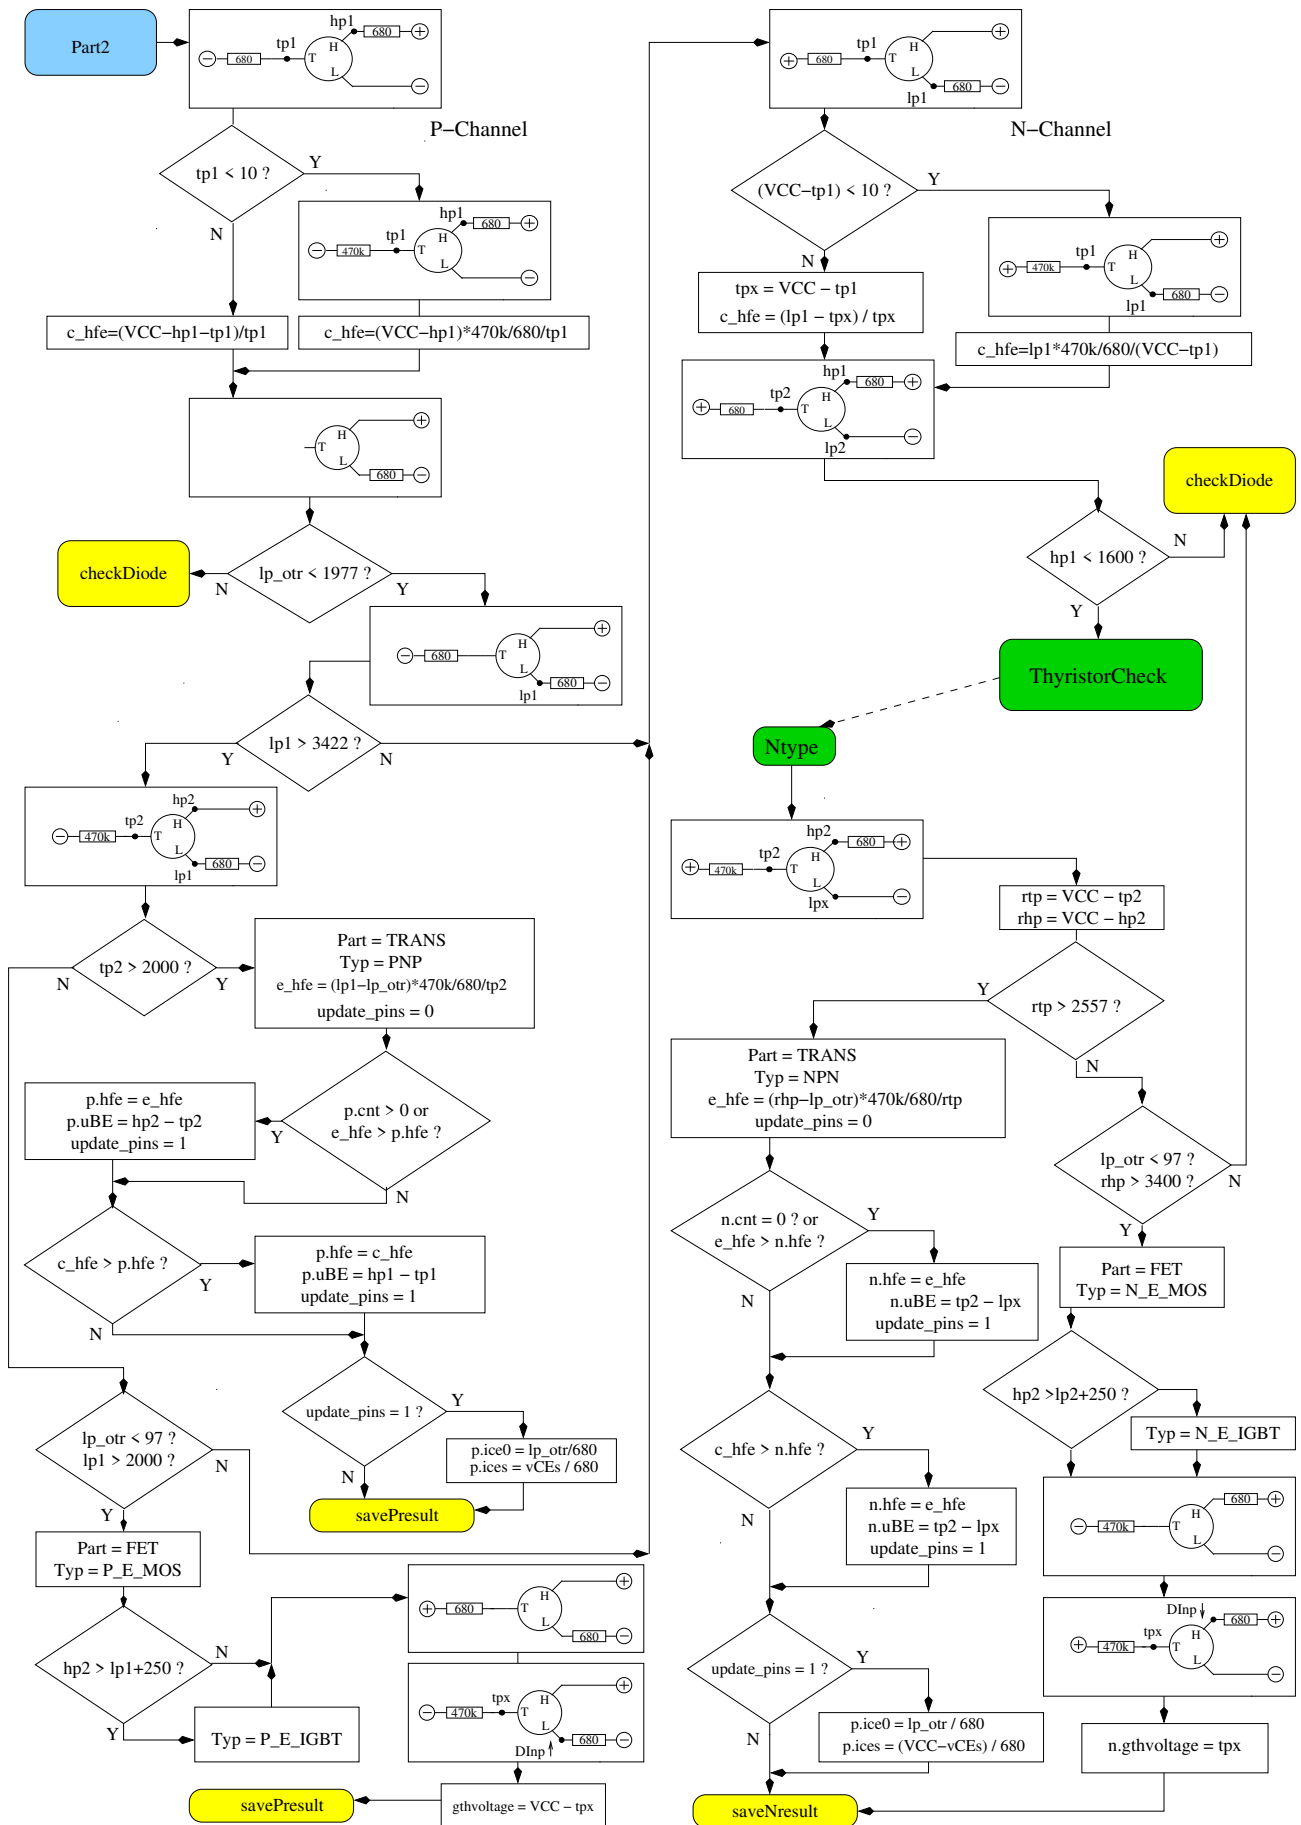 Part2
hp1
680
tp1
680
T
H
L
P−Channel
tp1 < 10 ?
Y
N
hp1
680
tp1
470k
T
H
L
c_hfe=(VCC−hp1−tp1)/tp1
c_hfe=(VCC−hp1)*470k/680/tp1
T
H
L
680
lp_otr < 1977 ?
N
Y
checkDiode
680
T
H
L
lp1
680
lp1 > 3422 ?
Y
N
hp2
tp2
470k
T
H
L
lp1
680
tp2 > 2000 ?
N
Y
Part = TRANS
Typ = PNP
e_hfe = (lp1−lp_otr)*470k/680/tp2
update_pins = 0
p.cnt > 0 or
e_hfe > p.hfe ?
Y
N
p.hfe = e_hfe
p.uBE = hp2 − tp2
update_pins = 1
c_hfe > p.hfe ?
Y
N
p.hfe = c_hfe
p.uBE = hp1 − tp1
update_pins = 1
update_pins = 1 ?
Y
N
p.ice0 = lp_otr/680
p.ices = vCEs / 680
savePresult
lp_otr < 97 ?
lp1 > 2000 ?
N
Y
Part = FET
Typ = P_E_MOS
hp2 > lp1+250 ?
N
Y
Typ = P_E_IGBT
680
T
H
L
680
tpx
470k
T
H
L
680
DInp
gthvoltage = VCC − tpx
savePresult
tp1
680
T
H
L
680
lp1
N−Channel
(VCC−tp1) < 10 ?
Y
N
tp1
470k
T
H
L
680
lp1
tpx = VCC − tp1
c_hfe = (lp1 − tpx) / tpx
c_hfe=lp1*470k/680/(VCC−tp1)
hp1
680
tp2
680
T
H
L
lp2
hp1 < 1600 ?
N
Y
checkDiode
ThyristorCheck
Ntype
hp2
680
tp2
470k
T
H
L
lpx
rtp = VCC − tp2
rhp = VCC − hp2
rtp > 2557 ?
Y
N
Part = TRANS
Typ = NPN
e_hfe = (rhp−lp_otr)*470k/680/rtp
update_pins = 0
n.cnt = 0 ? or
e_hfe > n.hfe ?
Y
N
n.hfe = e_hfe
n.uBE = tp2 − lpx
update_pins = 1
c_hfe > n.hfe ?
Y
N
n.hfe = e_hfe
n.uBE = tp2 − lpx
update_pins = 1
update_pins = 1 ?
Y
N
p.ice0 = lp_otr / 680
p.ices = (VCC−vCEs) / 680
saveNresult
lp_otr < 97 ?
rhp > 3400 ?
N
Y
Part = FET
Typ = N_E_MOS
hp2 >lp2+250 ?
Y
N
Typ = N_E_IGBT
680
470k
T
H
L
DInp
680
tpx
470k
T
H
L
n.gthvoltage = tpx